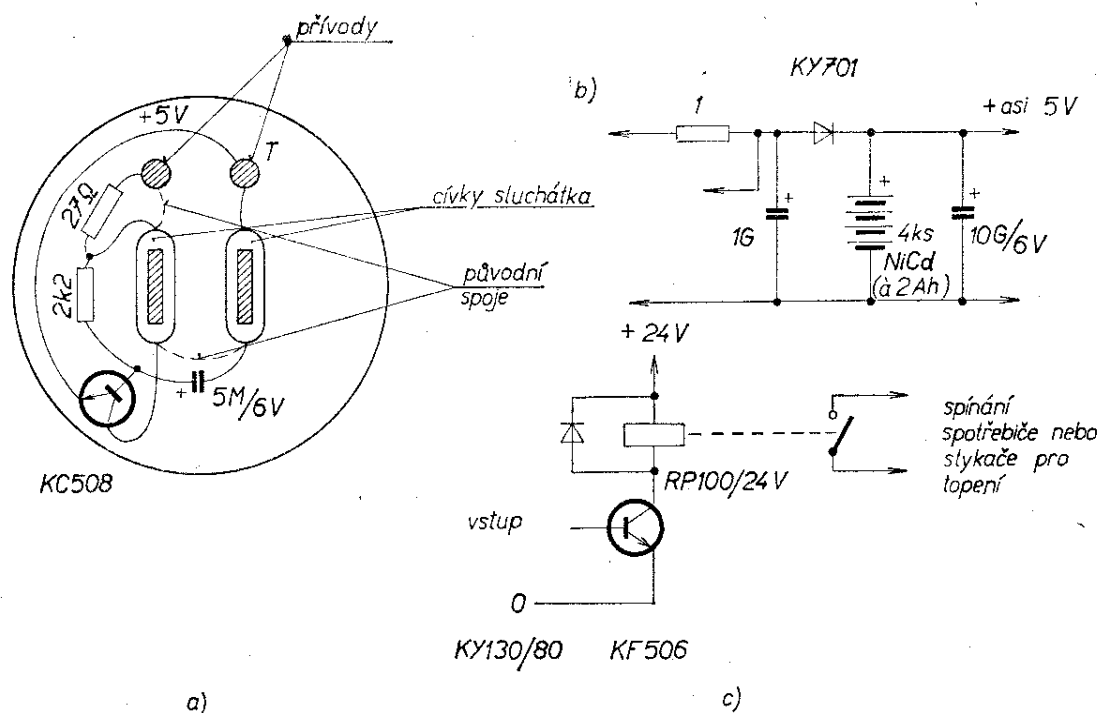 přívody
+5V
T
27Ω
cívky sluchátka
2k2
původní
spoje
+
5M/6V
KC508
a)
b)
KY701
1
+asi 5V
+
+
+
1G
4ks
NiCd
(à 2Ah)
10G/6V
+24V
RP100/24V
spínání
spotřebiče nebo
stykače pro
topení
vstup
0
KY130/80
KF506
c)